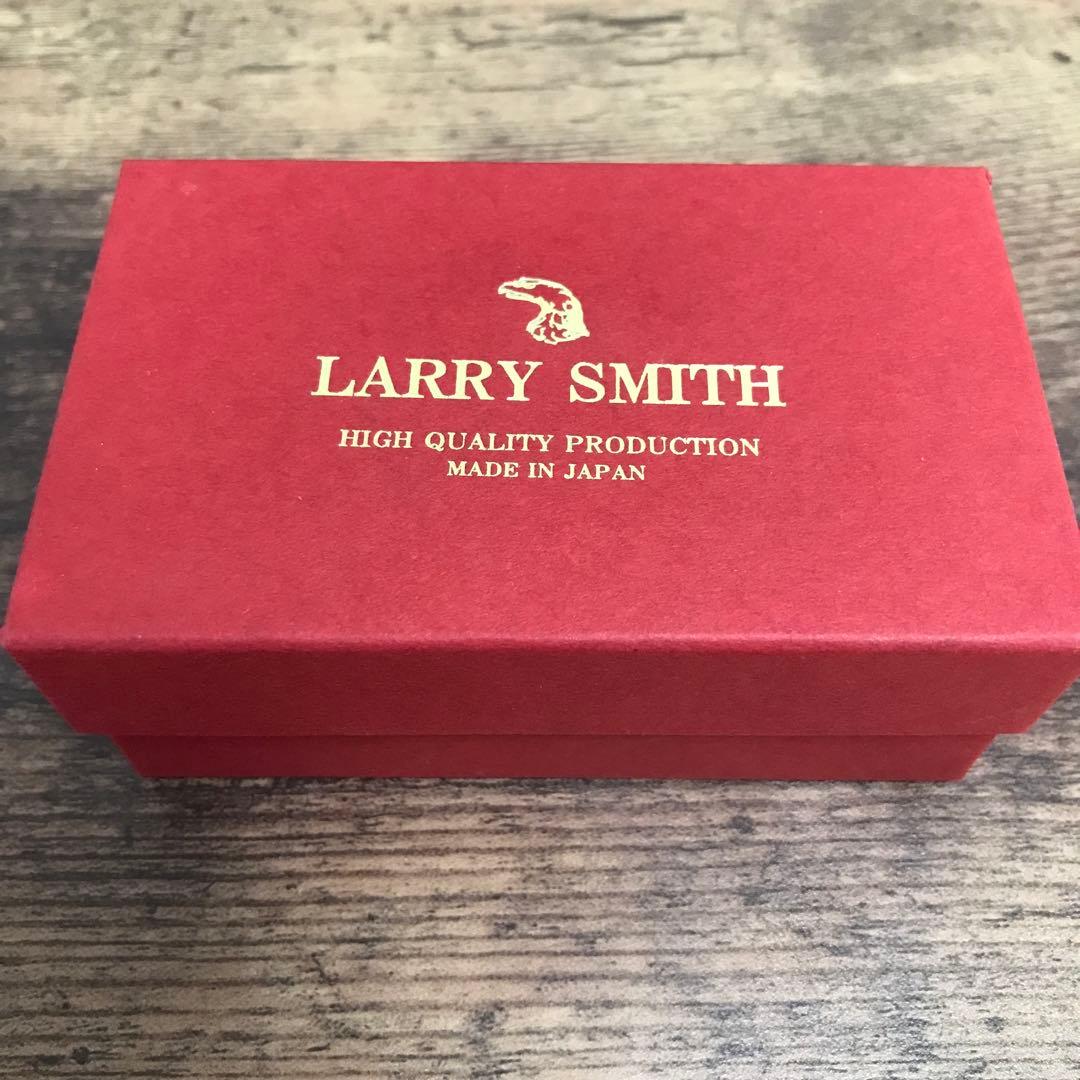 LARRY SMITH
HIGH QUALITY PRODUCTION
MADE IN JAPAN